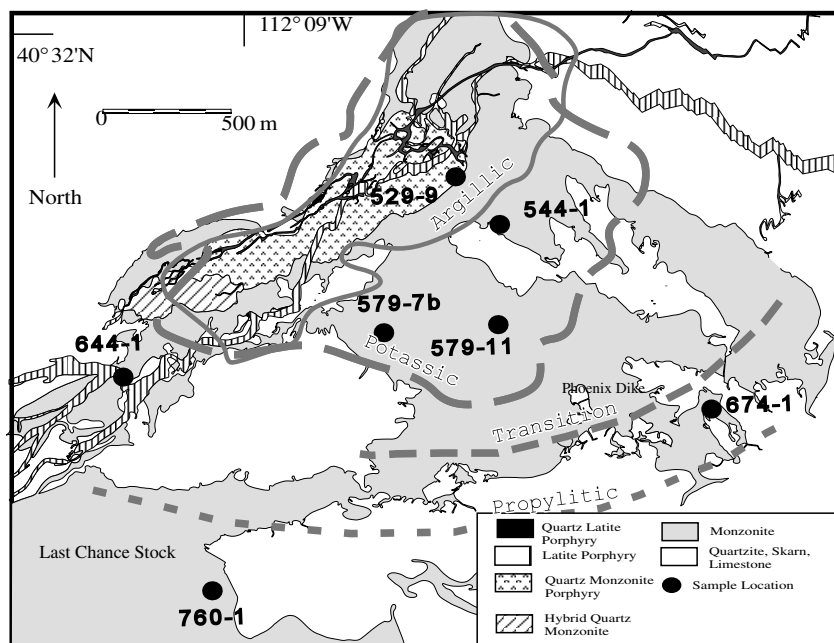 112°09'W
40°32'N
0
500 m
North
529-9
Argillic
544-1
579-7b
579-11
644-1
Potassic
Phoenix Dike
674-1
Transition
Propylitic
Last Chance Stock
760-1
Quartz Latite
Porphyry
Latite Porphyry
Quartz Monzonite
Porphyry
Hybrid Quartz
Monzonite
Monzonite
Quartzite, Skarn,
Limestone
Sample Location